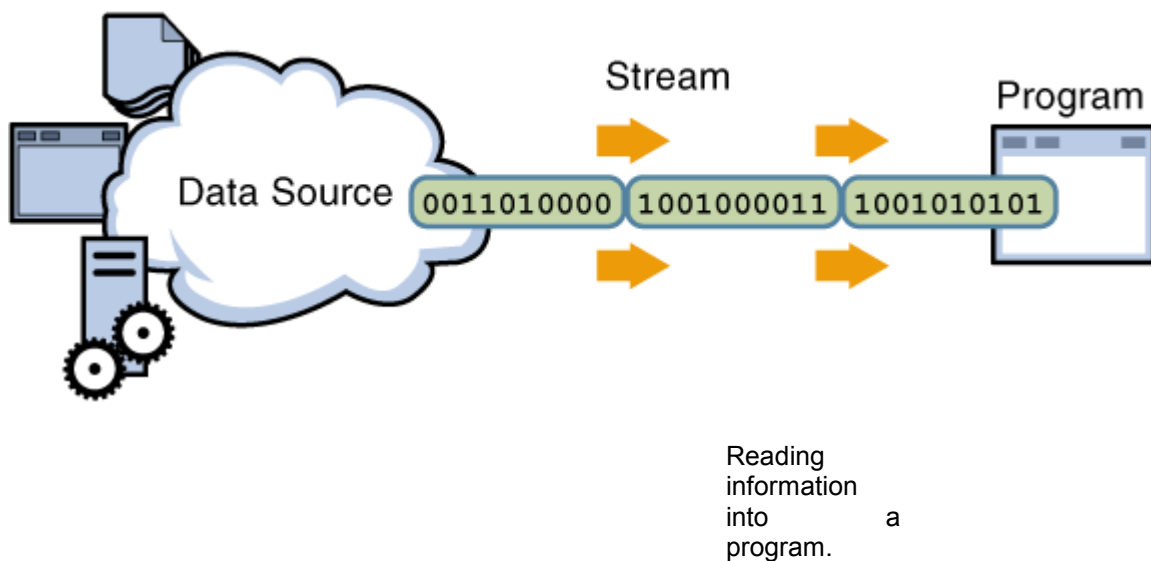 Stream
Program
Data Source
0011010000 1001000011 1001010101
Reading
information
into a
program.